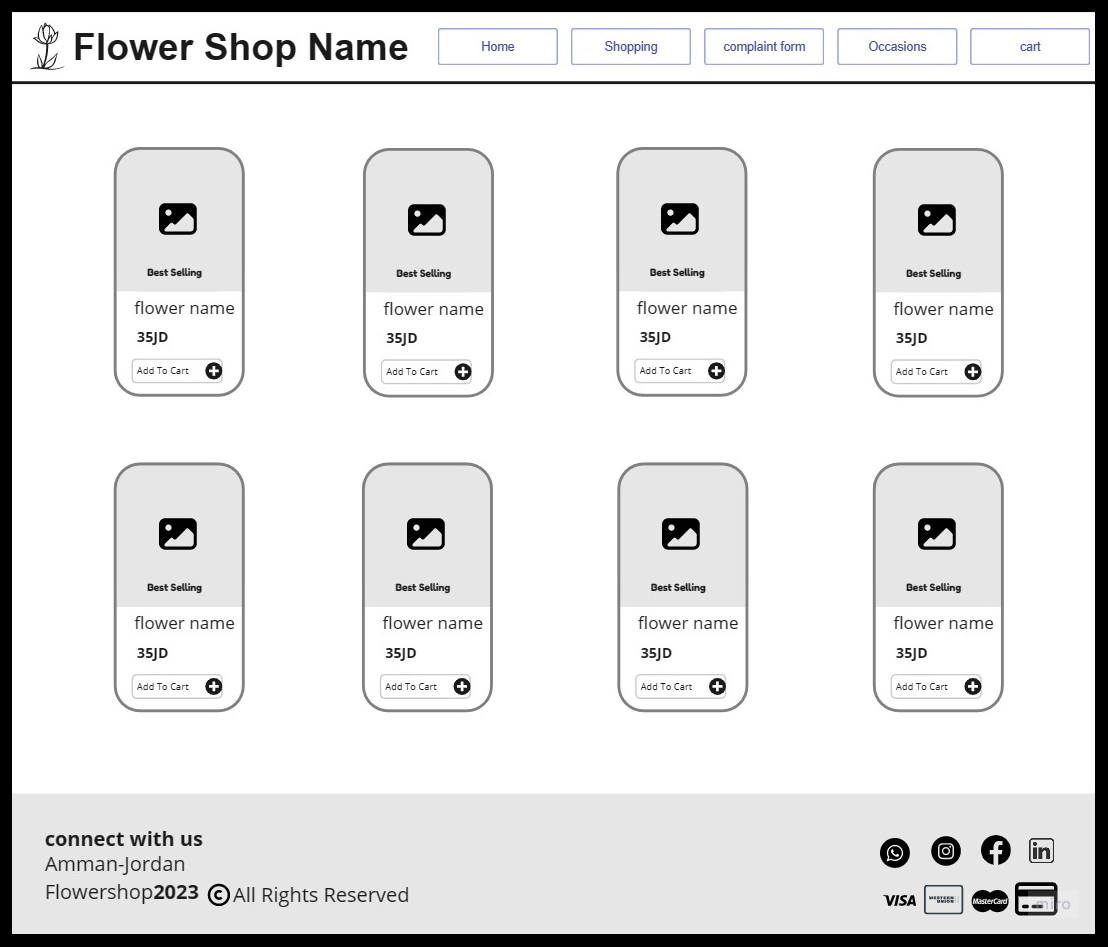 Flower Shop Name
Home
Shopping
complaint form
Occasions
cart
Best Selling
flower name
35JD
Add To Cart
Best Selling
flower name
35JD
Add To Cart
Best Selling
flower name
35JD
Add To Cart
Best Selling
flower name
35JD
Add To Cart
Best Selling
flower name
35JD
Add To Cart
Best Selling
flower name
35JD
Add To Cart
Best Selling
flower name
35JD
Add To Cart
Best Selling
flower name
35JD
Add To Cart
connect with us
Amman-Jordan
Flowershop2023 © All Rights Reserved
in
VISA
WESTERN
UNION
MasterCard
miro